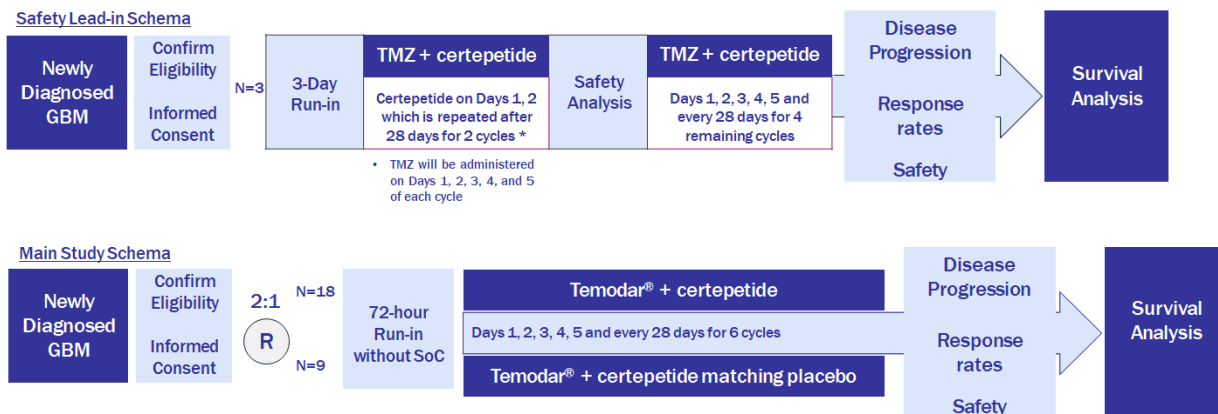 Safety Lead-in Schema
Newly
Diagnosed
GBM
Confirm
Eligibility
Informed
Consent
N=3
3-Day
Run-in
TMZ + certepetide
Certepetide on Days 1, 2
which is repeated after
28 days for 2 cycles *
• TMZ will be administered
on Days 1, 2, 3, 4, and 5
of each cycle
Safety
Analysis
TMZ + certepetide
Days 1, 2, 3, 4, 5 and
every 28 days for 4
remaining cycles
Disease
Progression
Response
rates
Safety
Survival
Analysis
Main Study Schema
Newly
Diagnosed
GBM
Confirm
Eligibility
Informed
Consent
2:1
R
N=18
N=9
72-hour
Run-in
without SoC
Temodar® + certepetide
Days 1, 2, 3, 4, 5 and every 28 days for 6 cycles
Temodar® + certepetide matching placebo
Disease
Progression
Response
rates
Safety
Survival
Analysis